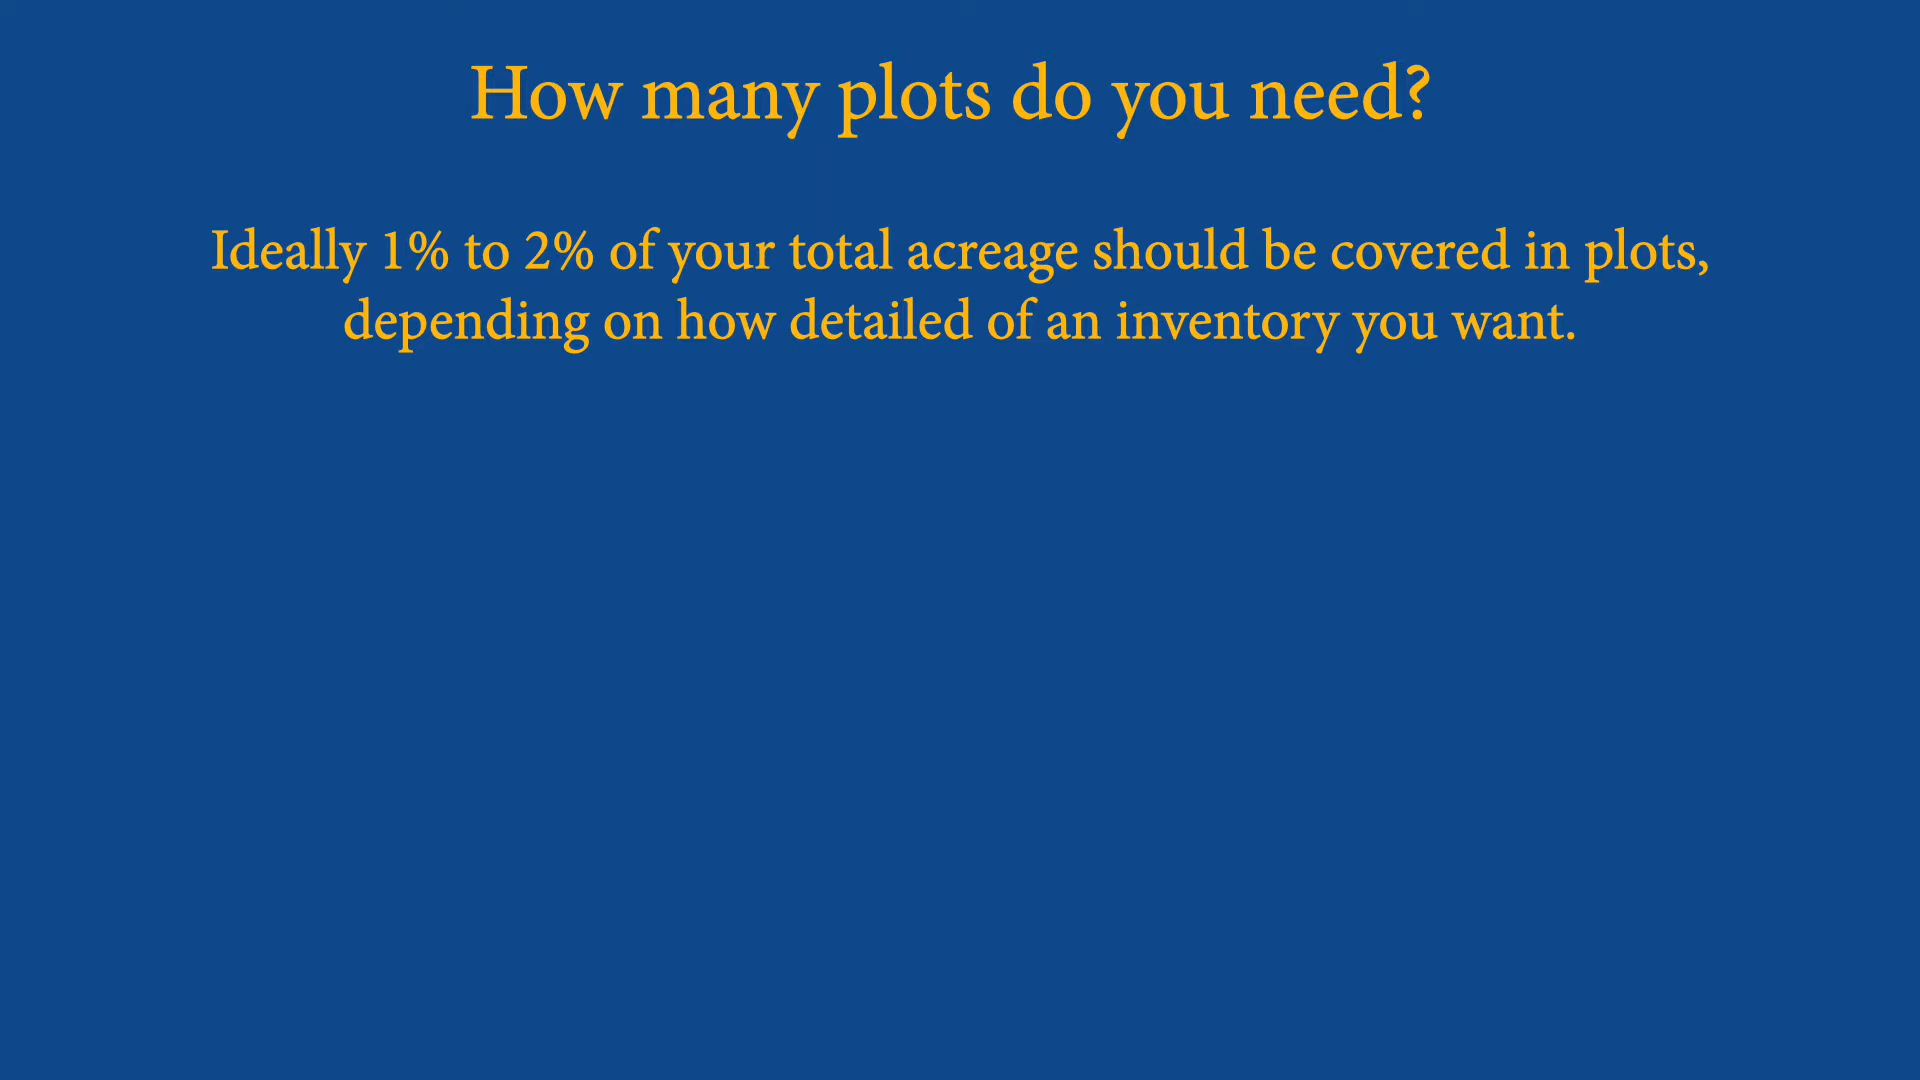 How many plots do you need?
Ideally 1% to 2% of your total acreage should be covered in plots,
depending on how detailed of an inventory you want.